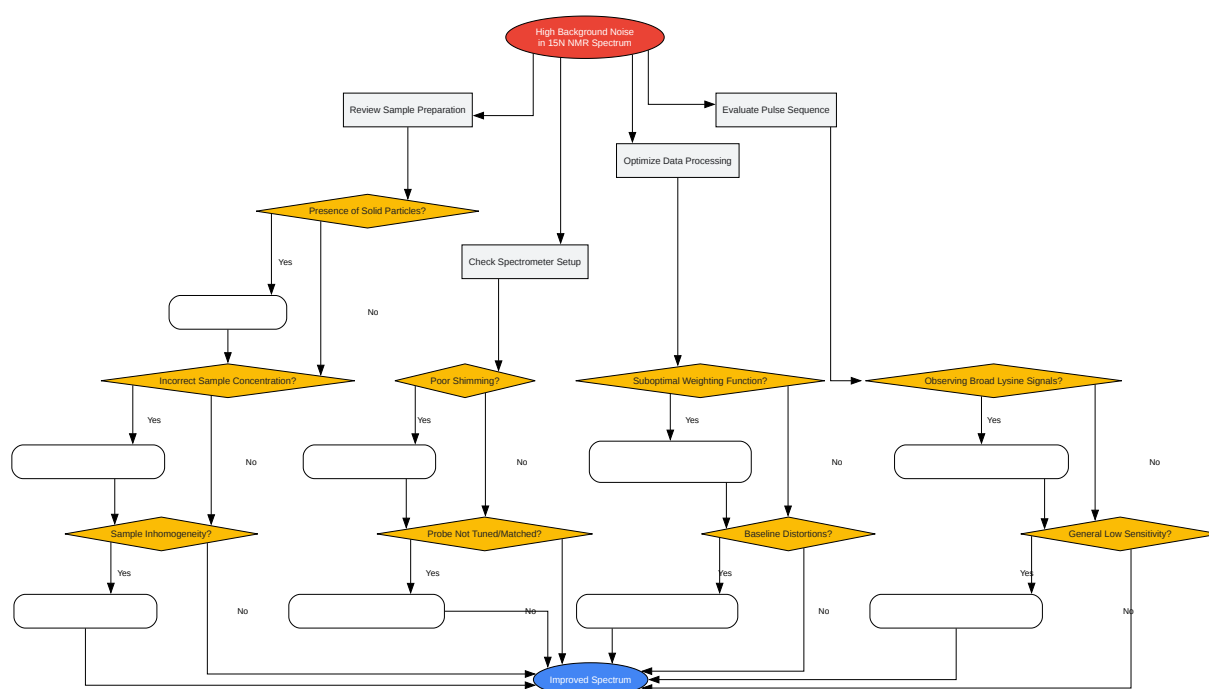 High Background Noise
in 15N NMR Spectrum
Review Sample Preparation
Evaluate Pulse Sequence
Optimize Data Processing
Presence of Solid Particles?
Check Spectrometer Setup
Yes
No
Incorrect Sample Concentration?
Poor Shimming?
Suboptimal Weighting Function?
Observing Broad Lysine Signals?
Yes
Yes
Yes
Yes
No
No
No
No
Sample Inhomogeneity?
Probe Not Tuned/Matched?
Baseline Distortions?
General Low Sensitivity?
Yes
Yes
Yes
Yes
No
No
No
No
Improved Spectrum